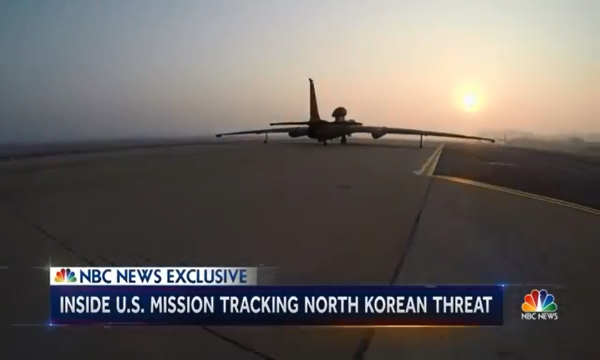 NBC NEWS EXCLUSIVE
INSIDE U.S. MISSION TRACKING NORTH KOREAN THREAT
NBC NEWS